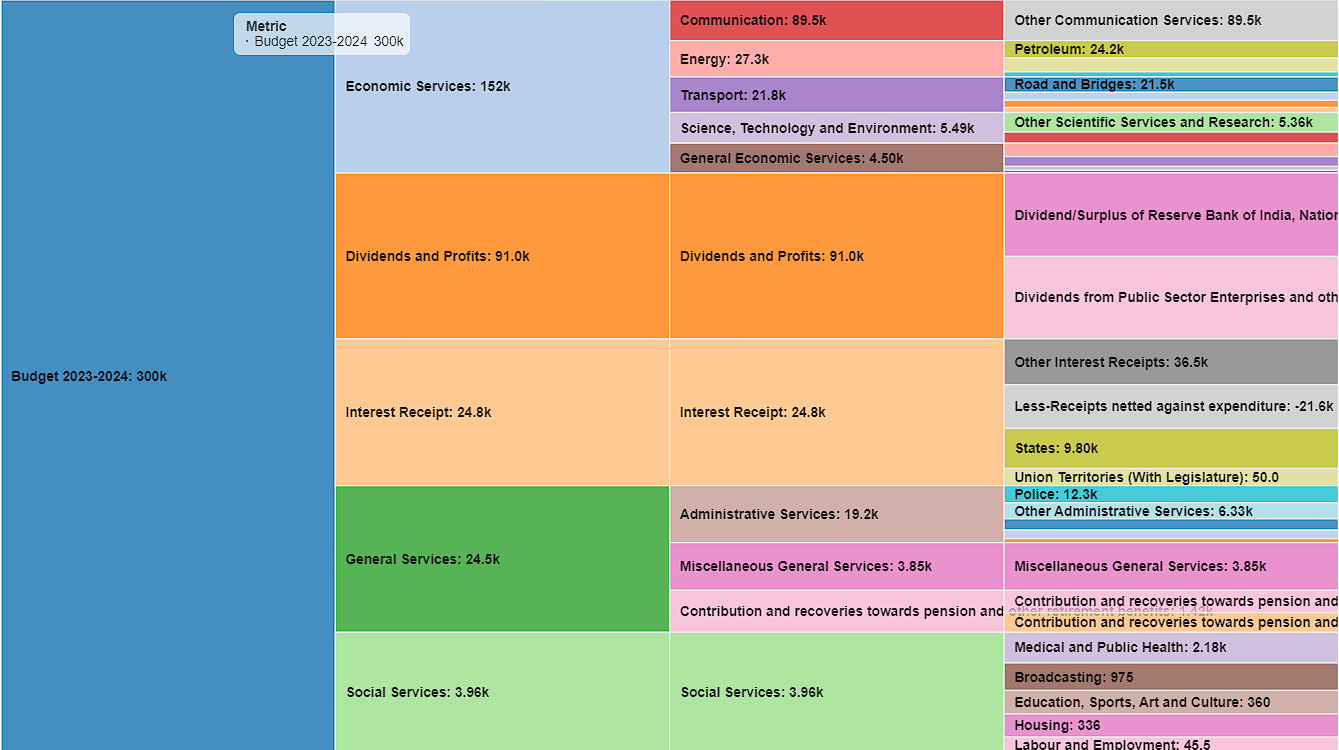 Metric
· Budget 2023-2024 300k
Budget 2023-2024: 300k
Economic Services: 152k
Dividends and Profits: 91.0k
Interest Receipt: 24.8k
General Services: 24.5k
Social Services: 3.96k
Communication: 89.5k
Energy: 27.3k
Transport: 21.8k
Science, Technology and Environment: 5.49k
General Economic Services: 4.50k
Dividends and Profits: 91.0k
Interest Receipt: 24.8k
Administrative Services: 19.2k
Miscellaneous General Services: 3.85k
Contribution and recoveries towards pension and other retirement benefits: 1.42k
Social Services: 3.96k
Other Communication Services: 89.5k
Petroleum: 24.2k
Road and Bridges: 21.5k
Other Scientific Services and Research: 5.36k
Dividend/Surplus of Reserve Bank of India, Nation
Dividends from Public Sector Enterprises and oth
Other Interest Receipts: 36.5k
Less-Receipts netted against expenditure: -21.6k
States: 9.80k
Union Territories (With Legislature): 50.0
Police: 12.3k
Other Administrative Services: 6.33k
Miscellaneous General Services: 3.85k
Contribution and recoveries towards pension and
Contribution and recoveries towards pension and
Medical and Public Health: 2.18k
Broadcasting: 975
Education, Sports, Art and Culture: 360
Housing: 336
Labour and Employment: 45.5